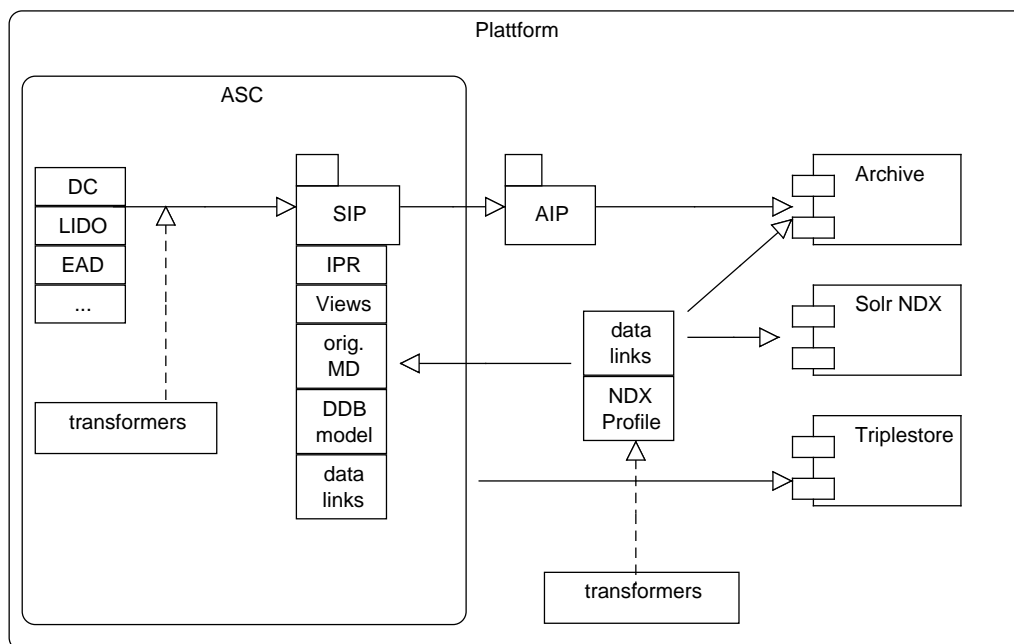 Plattform
ASC
DC
LIDO
EAD
...
transformers
SIP
IPR
Views
orig.
MD
DDB
model
data
links
AIP
data
links
NDX
Profile
transformers
Archive
Solr NDX
Triplestore